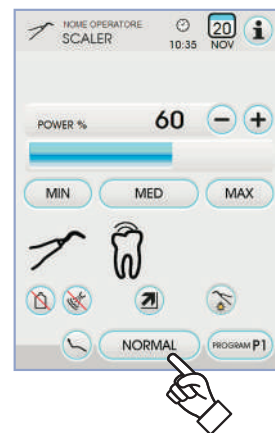 NOME OPERATORE
SCALER
10:35
20
NOV
i
POWER % 60 - +
MIN MED MAX
NORMAL PROGRAM P1